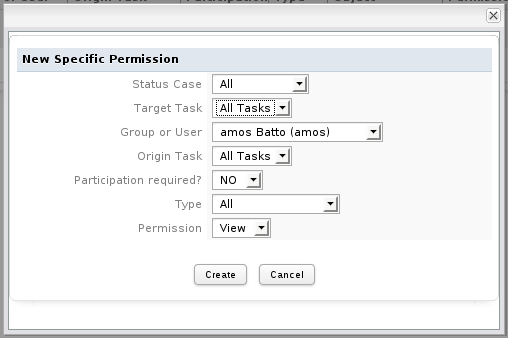 New Specific Permission
Status Case All
Target Task All Tasks
Group or User amos Batto (amos)
Origin Task All Tasks
Participation required? NO
Type All
Permission View
Create Cancel